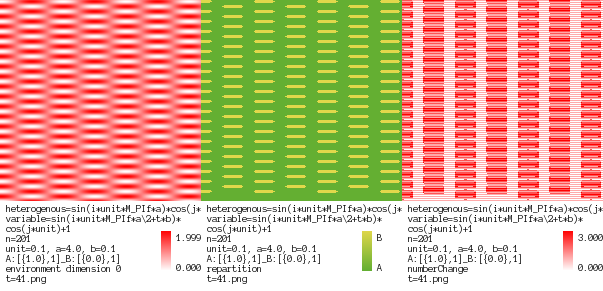 heterogenous=sin(i*unit*M_PIf*a)*cos(j*
variable=sin(i*unit*M_PIf*a\2+t*b)*
cos(j*unit)+1
n=201
unit=0.1, a=4.0, b=0.1
A:[{1.0},1]_B:[{0.0},1]
environment dimension 0
t=41.png
1.999
0.000
heterogenous=sin(i*unit*M_PIf*a)*cos(j*
variable=sin(i*unit*M_PIf*a\2+t*b)*
cos(j*unit)+1
n=201
unit=0.1, a=4.0, b=0.1
A:[{1.0},1]_B:[{0.0},1]
repartition
t=41.png
B
A
heterogenous=sin(i*unit*M_PIf*a)*cos(j*
variable=sin(i*unit*M_PIf*a\2+t*b)*
cos(j*unit)+1
n=201
unit=0.1, a=4.0, b=0.1
A:[{1.0},1]_B:[{0.0},1]
numberChange
t=41.png
3.000
0.000